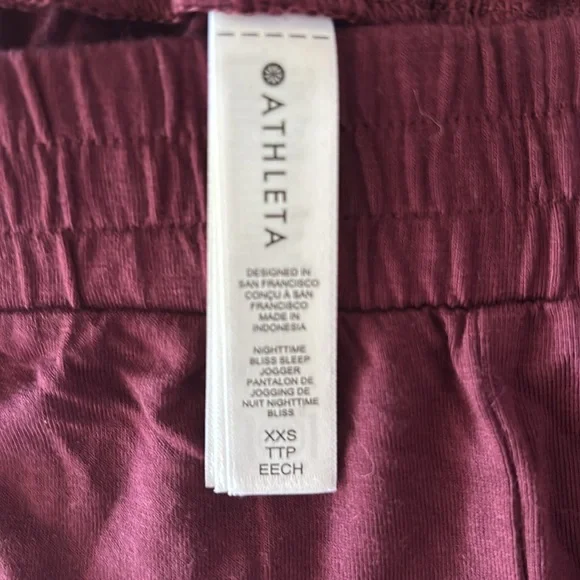 ATHLETA
DESIGNED IN
SAN FRANCISCO
CONÇU À SAN
FRANCISCO
MADE IN
INDONESIA
NIGHTTIME
BLISS SLEEP
JOGGER
PANTALON DE
JOGGING DE
NUIT NIGHTTIME
BLISS
XXS
TTP
EECH